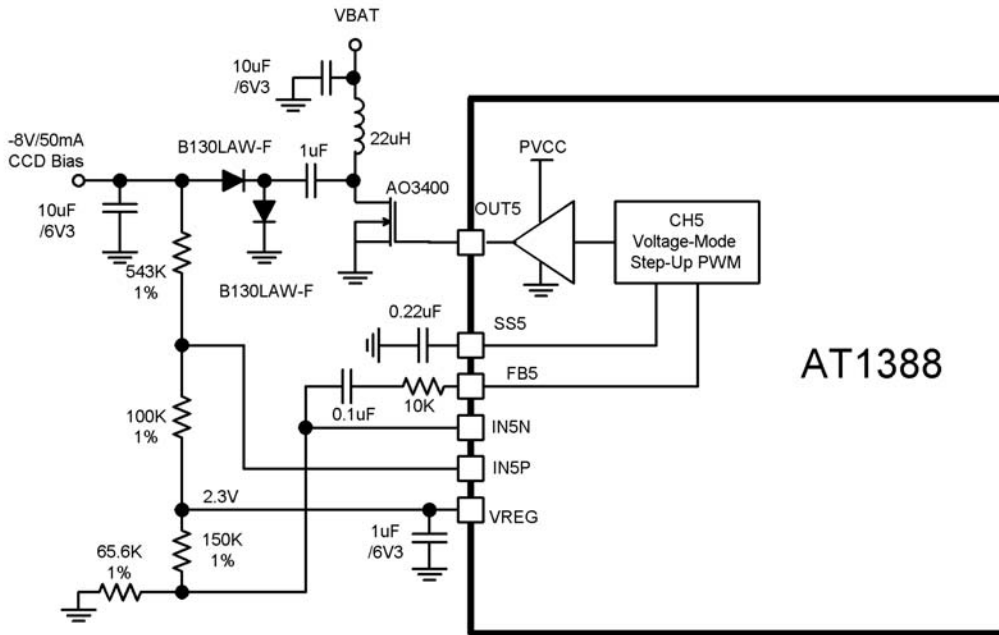 VBAT
10uF
/6V3
22uH
-8V/50mA
CCD Bias
B130LAW-F
1uF
AO3400
PVCC
OUT5
CH5
Voltage-Mode
Step-Up PWM
10uF
/6V3
543K
1%
B130LAW-F
0.22uF
SS5
FB5
0.1uF
10K
AT1388
100K
1%
IN5N
IN5P
2.3V
VREG
150K
1%
1uF
/6V3
65.6K
1%